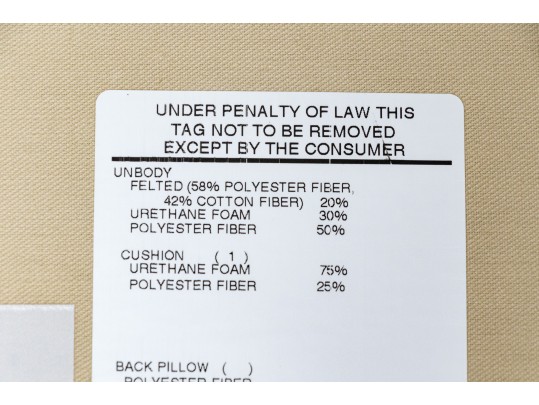 UNDER PENALTY OF LAW THIS
TAG NOT TO BE REMOVED
EXCEPT BY THE CONSUMER
UNBODY
FELTED (58% POLYESTER FIBER,
42% COTTON FIBER) 20%
URETHANE FOAM 30%
POLYESTER FIBER 50%
CUSHION ( 1 )
URETHANE FOAM 75%
POLYESTER FIBER 25%
BACK PILLOW ( )
POLYESTER FIBER